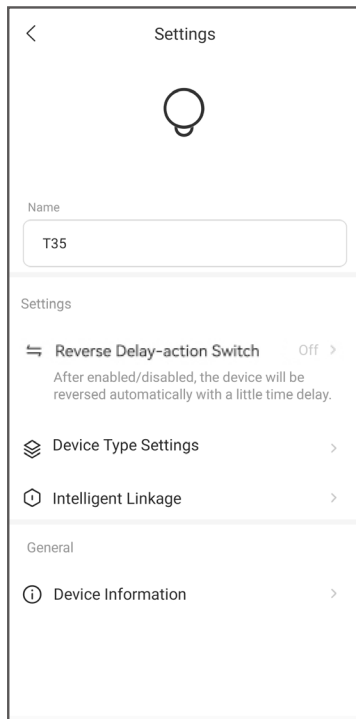 Settings
Name
T35
Settings
Reverse Delay-action Switch Off
After enabled/disabled, the device will be
reversed automatically with a little time delay.
Device Type Settings
Intelligent Linkage
General
Device Information